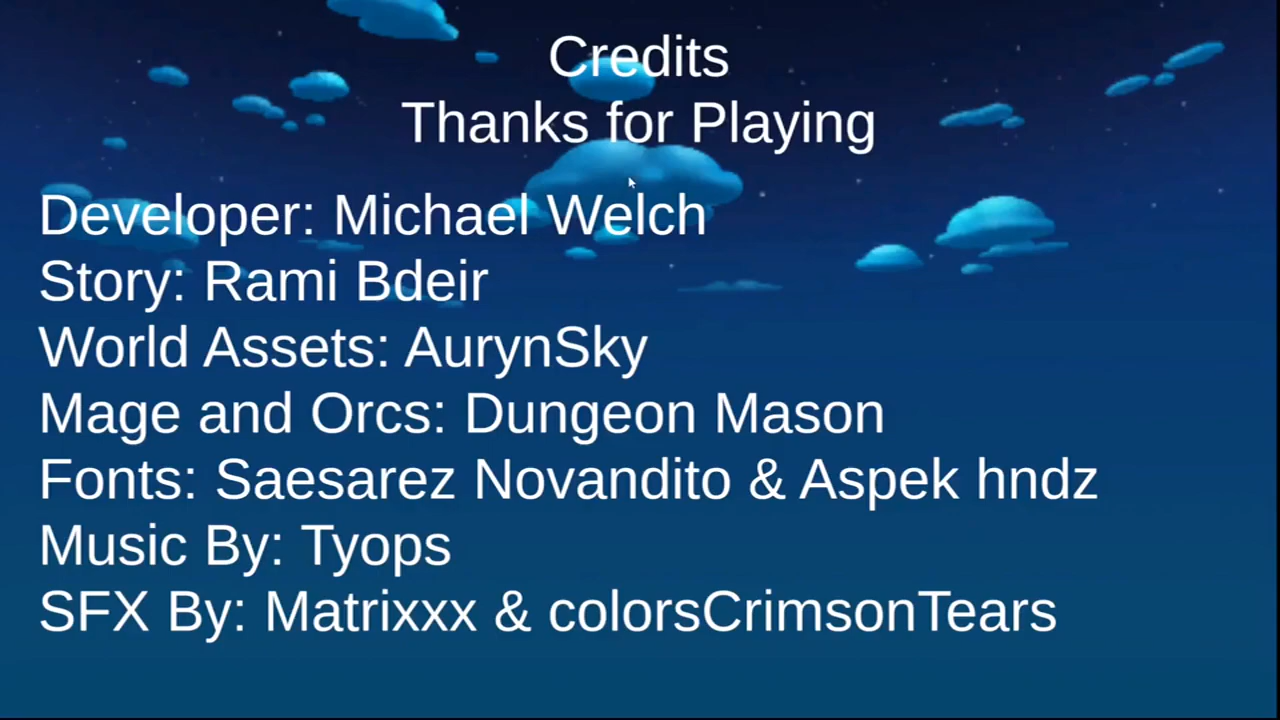 Credits
Thanks for Playing
Developer: Michael Welch
Story: Rami Bdeir
World Assets: AurynSky
Mage and Orcs: Dungeon Mason
Fonts: Saesarez Novandito & Aspek hndz
Music By: Tyops
SFX By: Matrixxx & colorsCrimsonTears